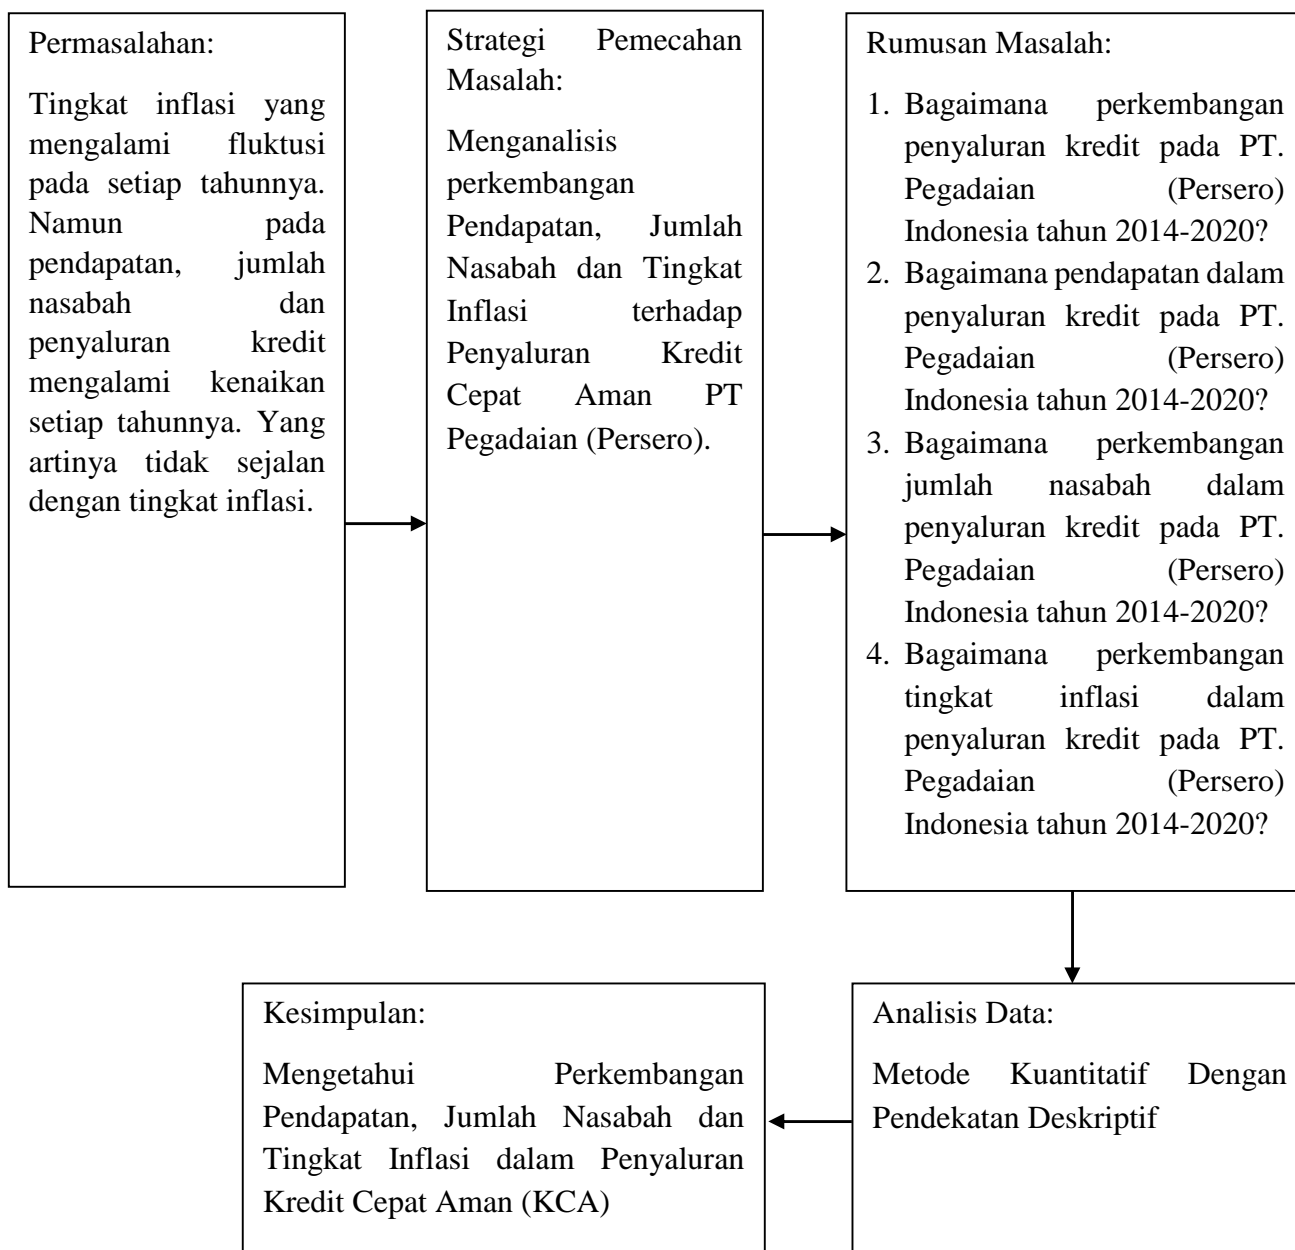 Permasalahan:
Tingkat inflasi yang
mengalami fluktusi
pada setiap tahunnya.
Namun pada
pendapatan, jumlah
nasabah dan
penyaluran kredit
mengalami kenaikan
setiap tahunnya. Yang
artinya tidak sejalan
dengan tingkat inflasi.
Strategi Pemecahan
Masalah:
Menganalisis
perkembangan
Pendapatan, Jumlah
Nasabah dan Tingkat
Inflasi terhadap
Penyaluran Kredit
Cepat Aman PT
Pegadaian (Persero).
Rumusan Masalah:
1. Bagaimana perkembangan
penyaluran kredit pada PT.
Pegadaian (Persero)
Indonesia tahun 2014-2020?
2. Bagaimana pendapatan dalam
penyaluran kredit pada PT.
Pegadaian (Persero)
Indonesia tahun 2014-2020?
3. Bagaimana perkembangan
jumlah nasabah dalam
penyaluran kredit pada PT.
Pegadaian (Persero)
Indonesia tahun 2014-2020?
4. Bagaimana perkembangan
tingkat inflasi dalam
penyaluran kredit pada PT.
Pegadaian (Persero)
Indonesia tahun 2014-2020?
Analisis Data:
Metode Kuantitatif Dengan
Pendekatan Deskriptif
Kesimpulan:
Mengetahui Perkembangan
Pendapatan, Jumlah Nasabah dan
Tingkat Inflasi dalam Penyaluran
Kredit Cepat Aman (KCA)